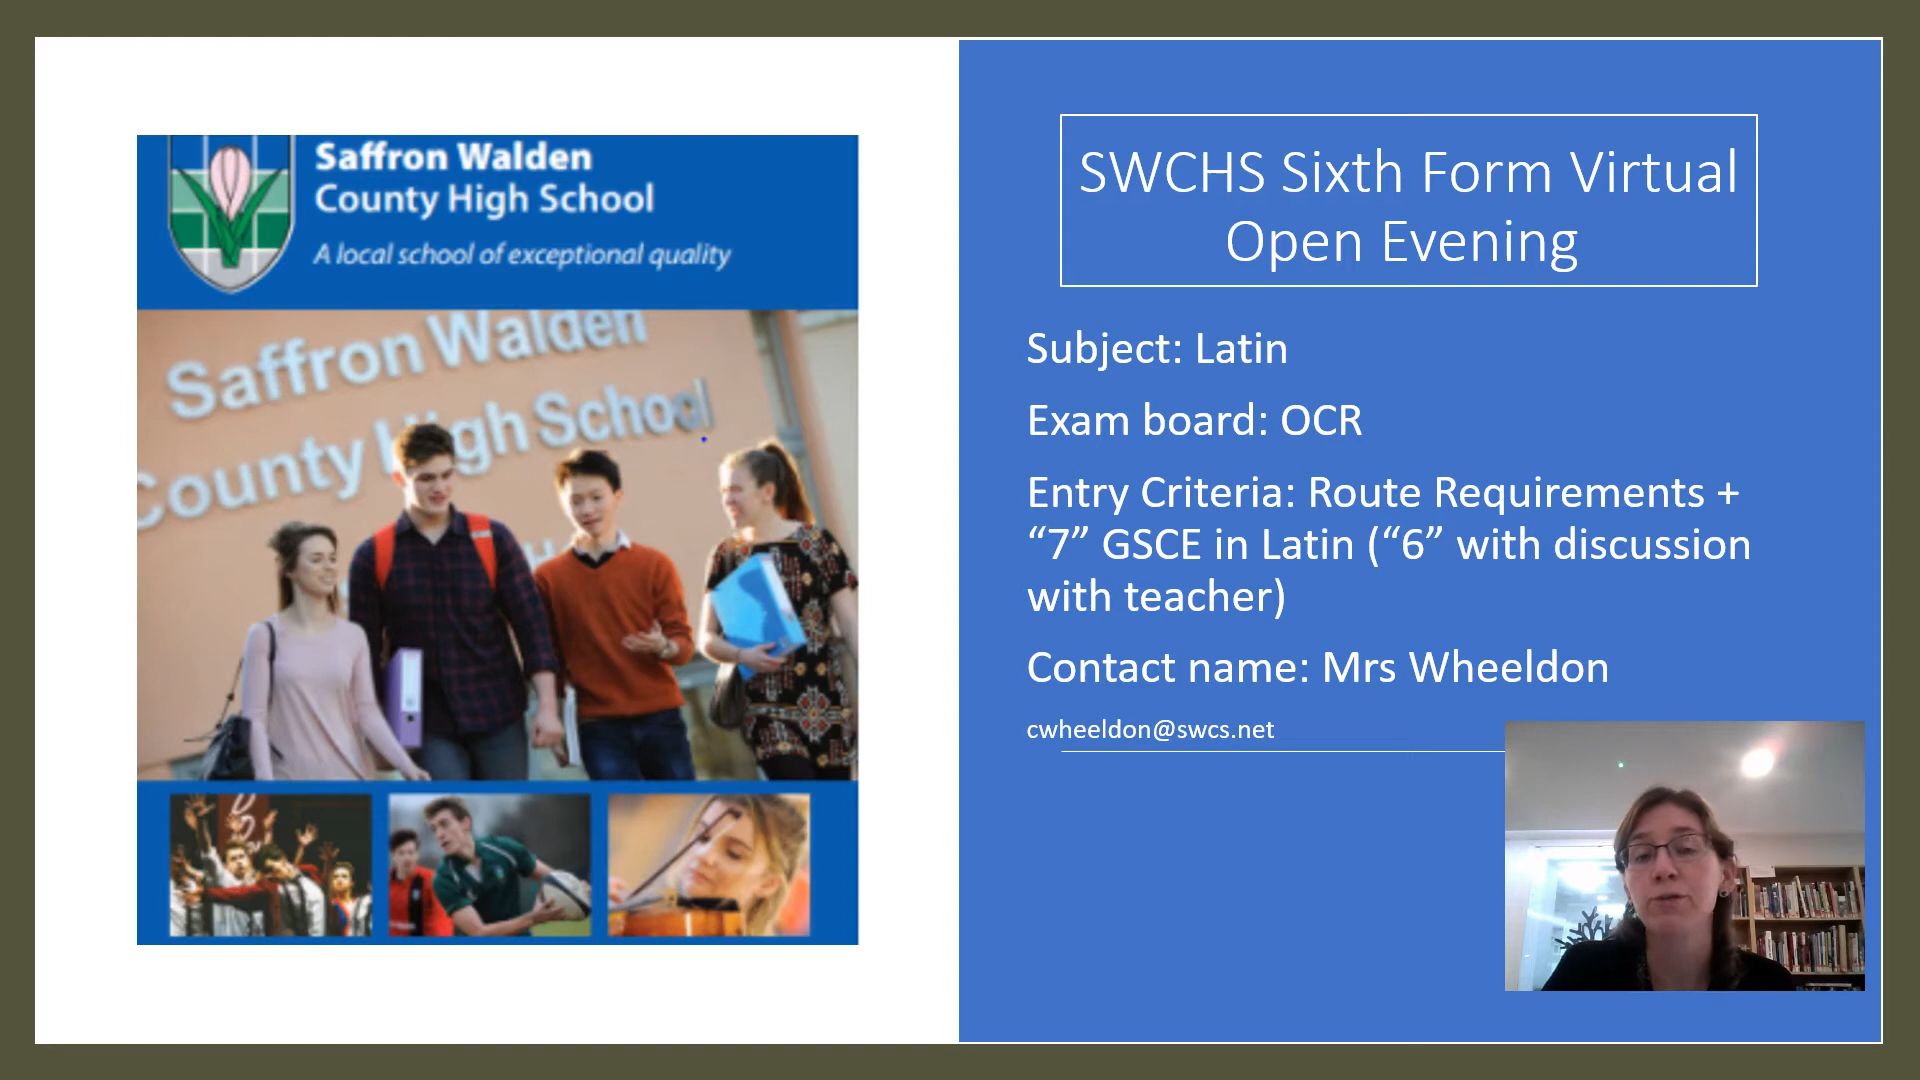 Saffron Walden
County High School
A local school of exceptional quality
Saffron Walden
County High School
SWCHS Sixth Form Virtual
Open Evening
Subject: Latin
Exam board: OCR
Entry Criteria: Route Requirements +
“7” GSCE in Latin (“6” with discussion
with teacher)
Contact name: Mrs Wheeldon
cwheeldon@swcs.net